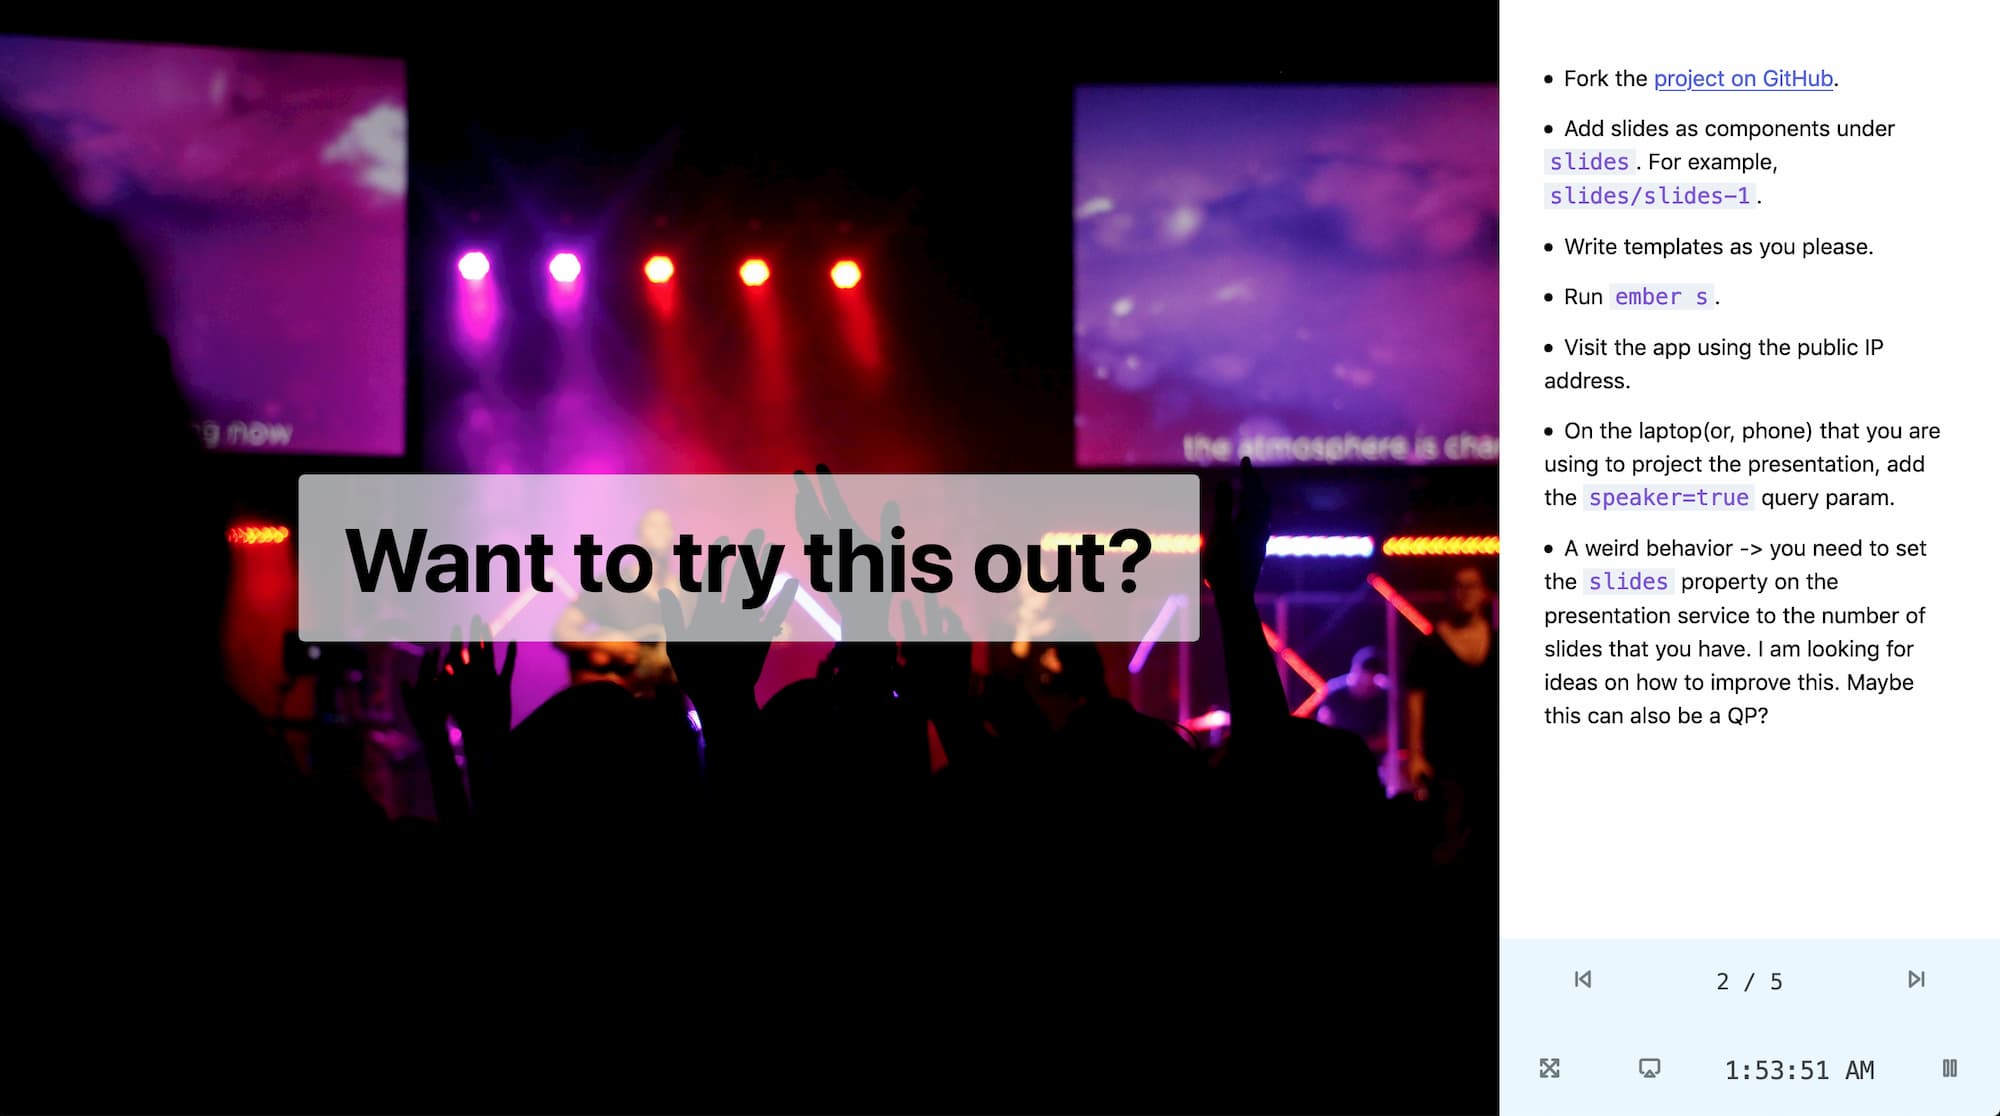 g now
the atmosphere is cha
Want to try this out?
• Fork the project on GitHub.
• Add slides as components under
slides. For example,
slides/slides-1.
• Write templates as you please.
• Run ember s.
• Visit the app using the public IP
address.
• On the laptop(or, phone) that you are
using to project the presentation, add
the speaker=true query param.
• A weird behavior -> you need to set
the slides property on the
presentation service to the number of
slides that you have. I am looking for
ideas on how to improve this. Maybe
this can also be a QP?
2 / 5
1:53:51 AM